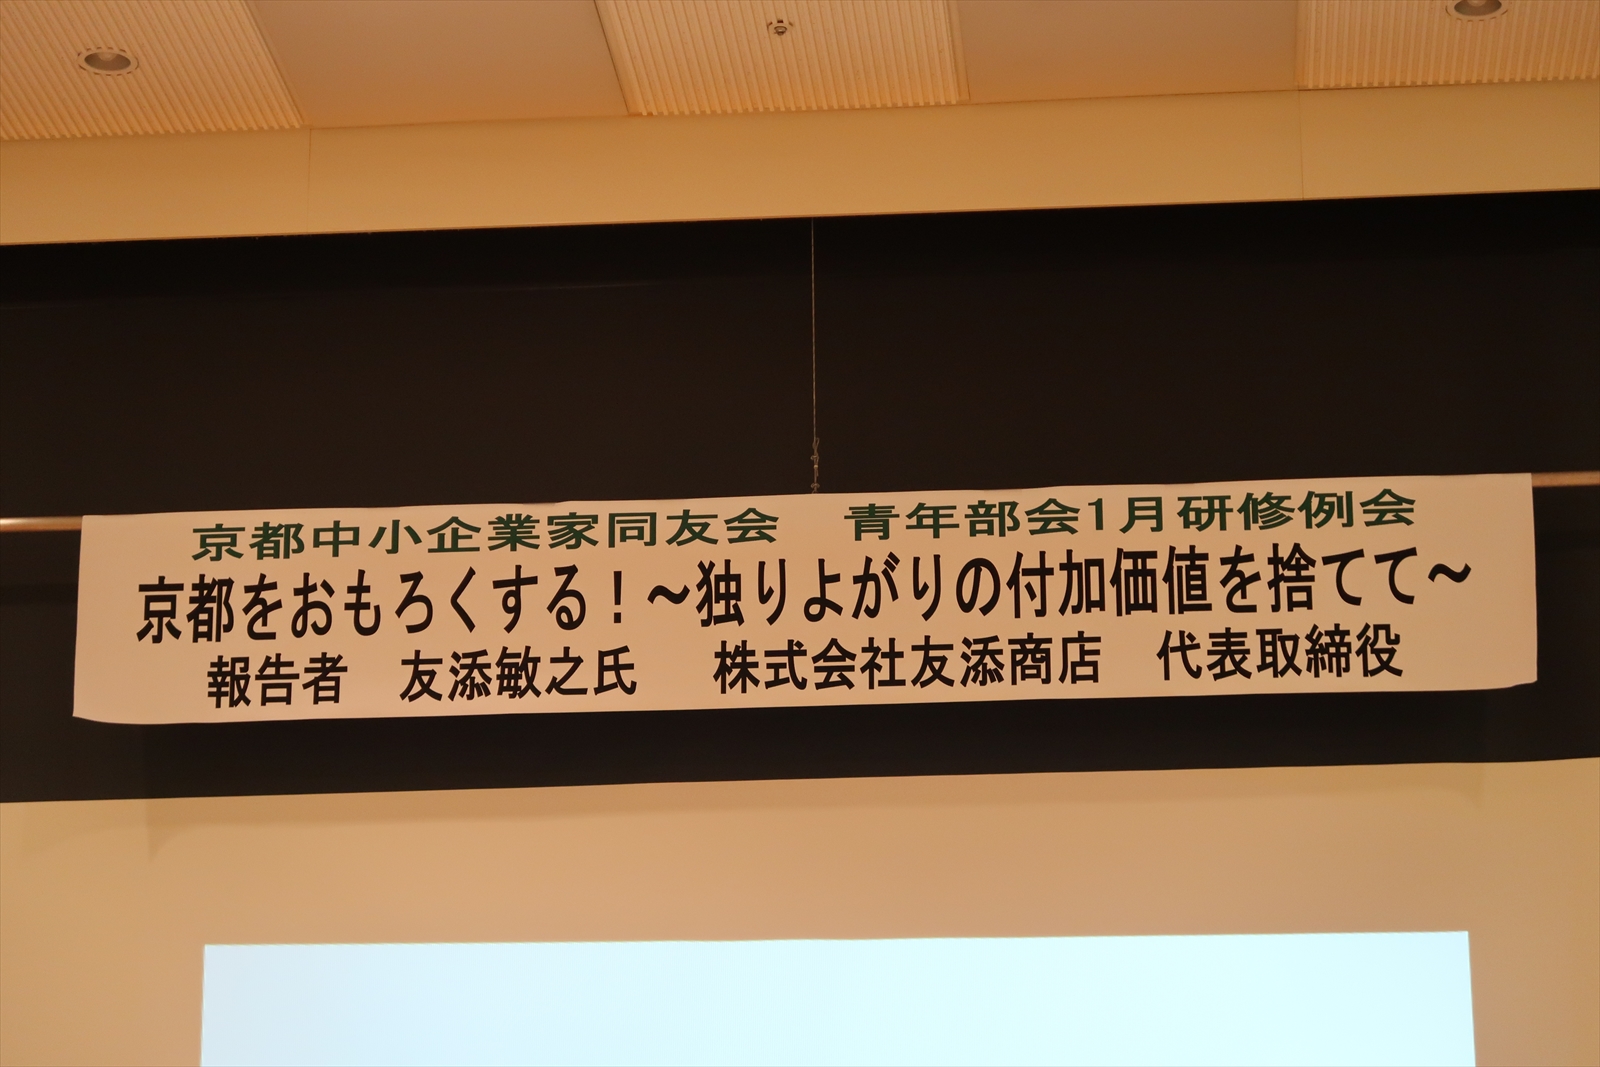 京都中小企業家同友会　青年部会1月研修例会
京都をおもろくする！～独りよがりの付加価値を捨てて～
報告者　友添敏之氏　株式会社友添商店　代表取締役